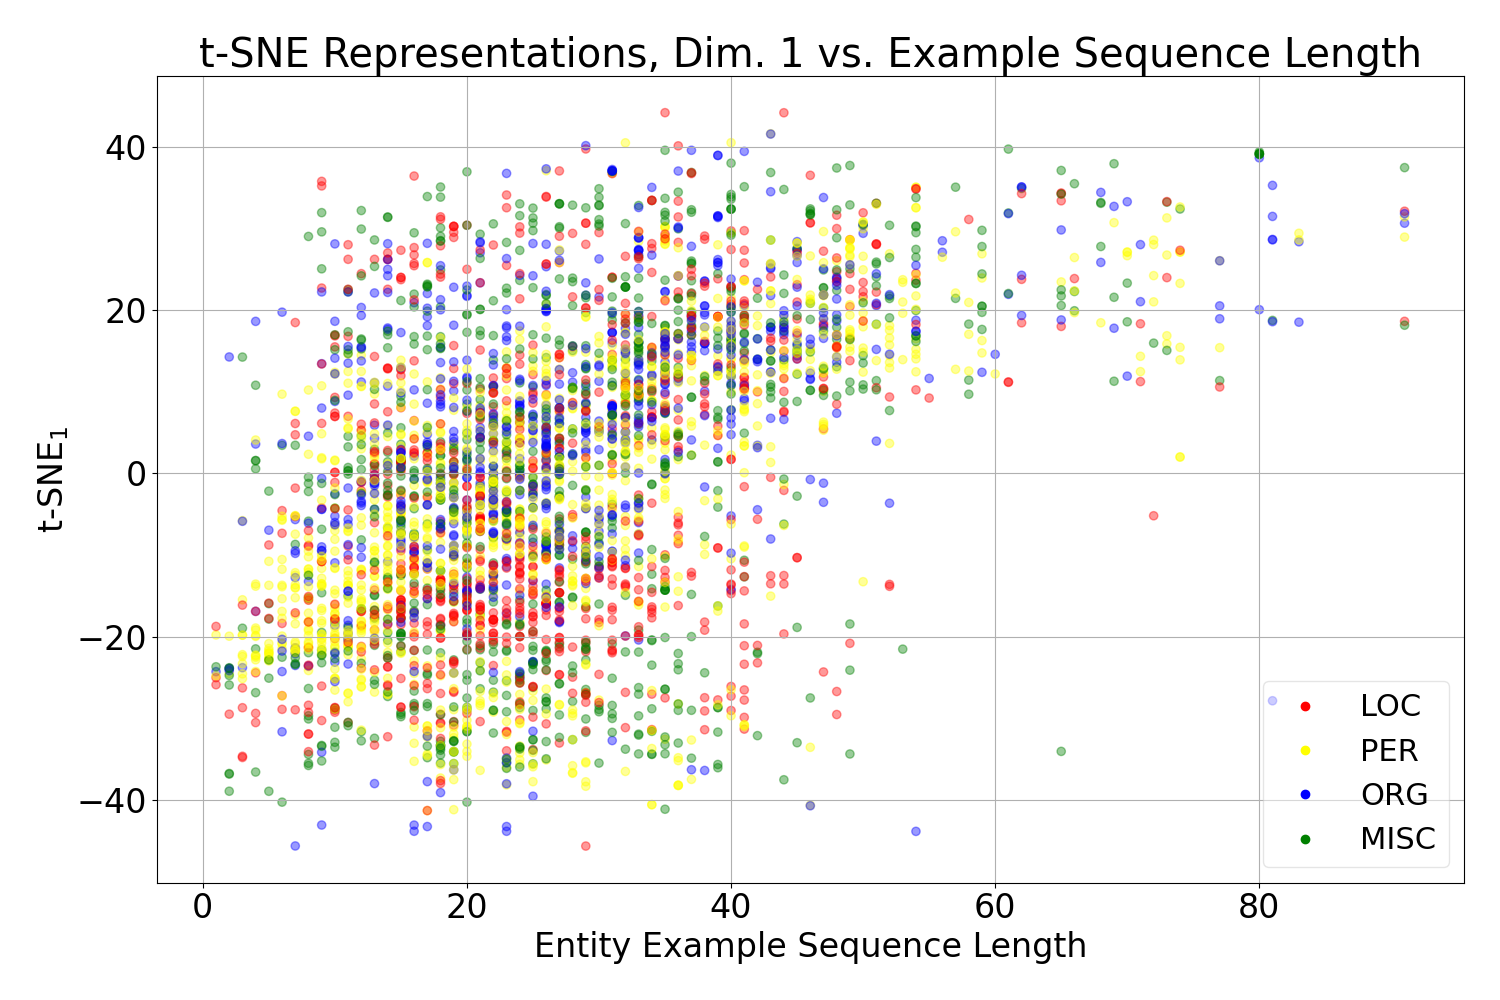 t-SNE Representations, Dim. 1 vs. Example Sequence Length
40
20
0
−20
−40
t-SNE₁
0 20 40 60 80
Entity Example Sequence Length
LOC
PER
ORG
MISC